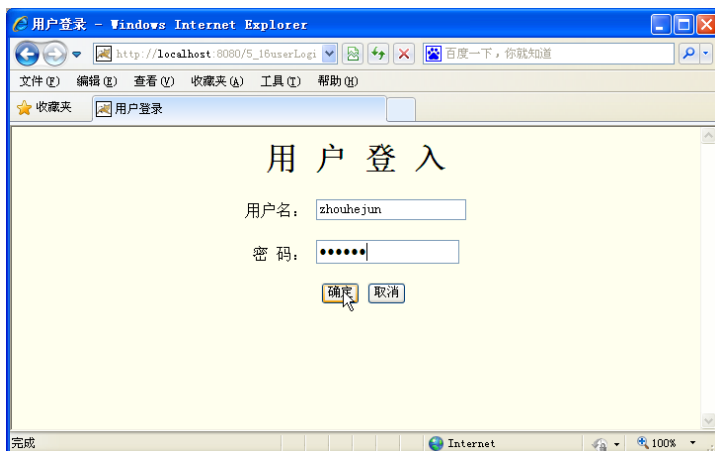 用户登录 - Windows Internet Explorer
http://localhost:8080/5_16userLogi
百度一下，你就知道
文件(F) 编辑(E) 查看(V) 收藏夹(A) 工具(T) 帮助(H)
收藏夹 用户登录
用 户 登 入
用户名： zhouhejun
密 码： ●●●●●●
确定 取消
完成 Internet 100%